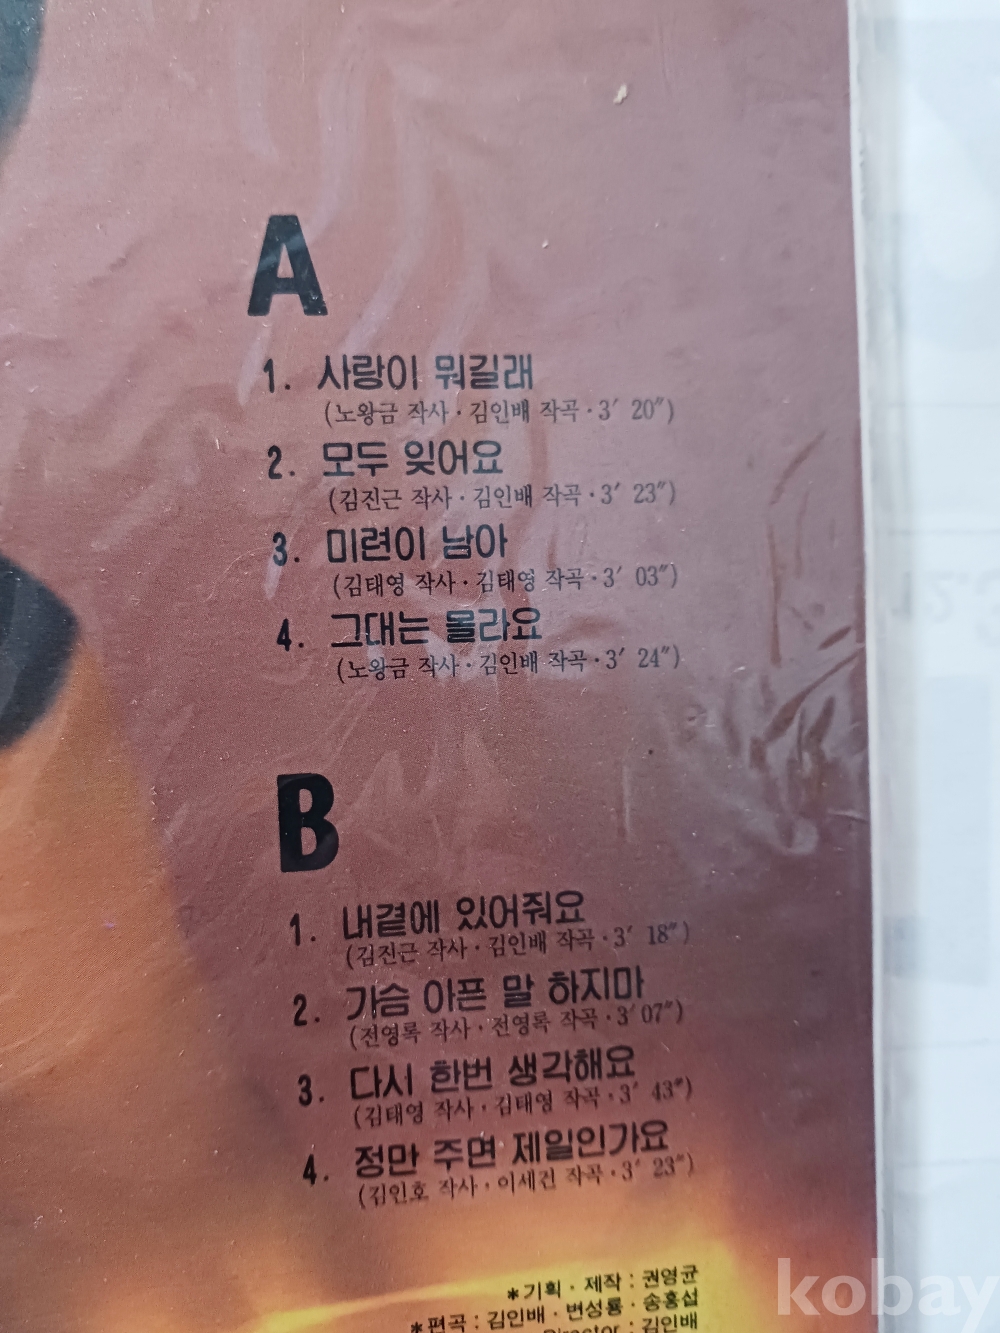 A
1. 사랑이 뭐길래
(노왕금 작사·김인배 작곡·3′ 20″)
2. 모두 잊어요
(김진근 작사·김인배 작곡·3′ 23″)
3. 미련이 남아
(김태영 작사·김태영 작곡·3′ 03″)
4. 그대는 몰라요
(노왕금 작사·김인배 작곡·3′ 24″)
B
1. 내곁에 있어줘요
(김진근 작사·김인배 작곡·3′ 18″)
2. 가슴 아픈 말 하지마
(전영록 작사·전영록 작곡·3′07″)
3. 다시 한번 생각해요
(김태영 작사·김태영 작곡·3′ 43″)
4. 정만 주면 제일인가요
(김인호 작사·이세건 작곡·3′ 23″)
*기획·제작 : 권영균
*편곡 : 김인배·변성룡·송홍섭
Director : 김인배
kobay